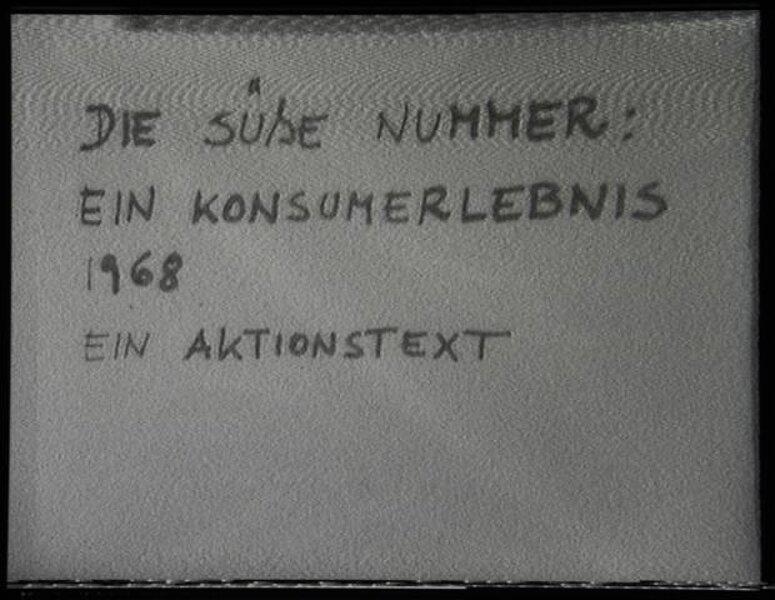 DIE SÜßE NUMMER:
EIN KONSUMERLEBNIS
1968
EIN AKTIONSTEXT